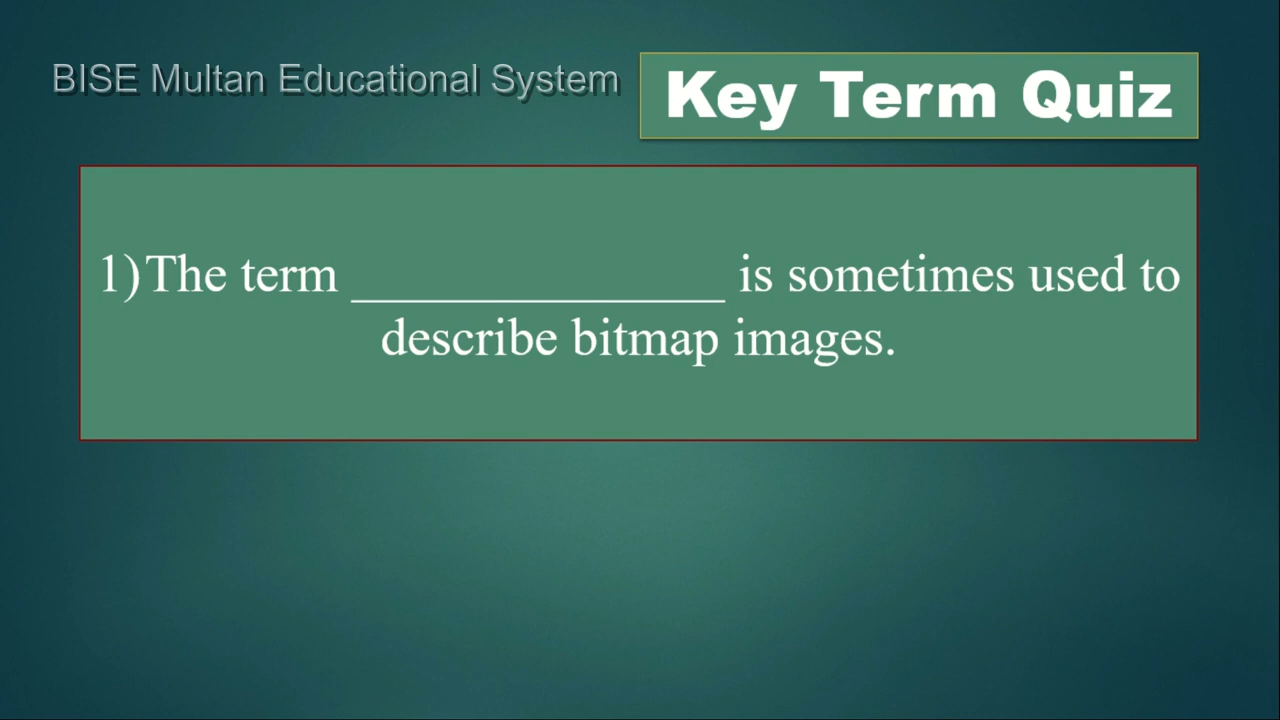 BISE Multan Educational System
Key Term Quiz
1)The term _______________ is sometimes used to
describe bitmap images.